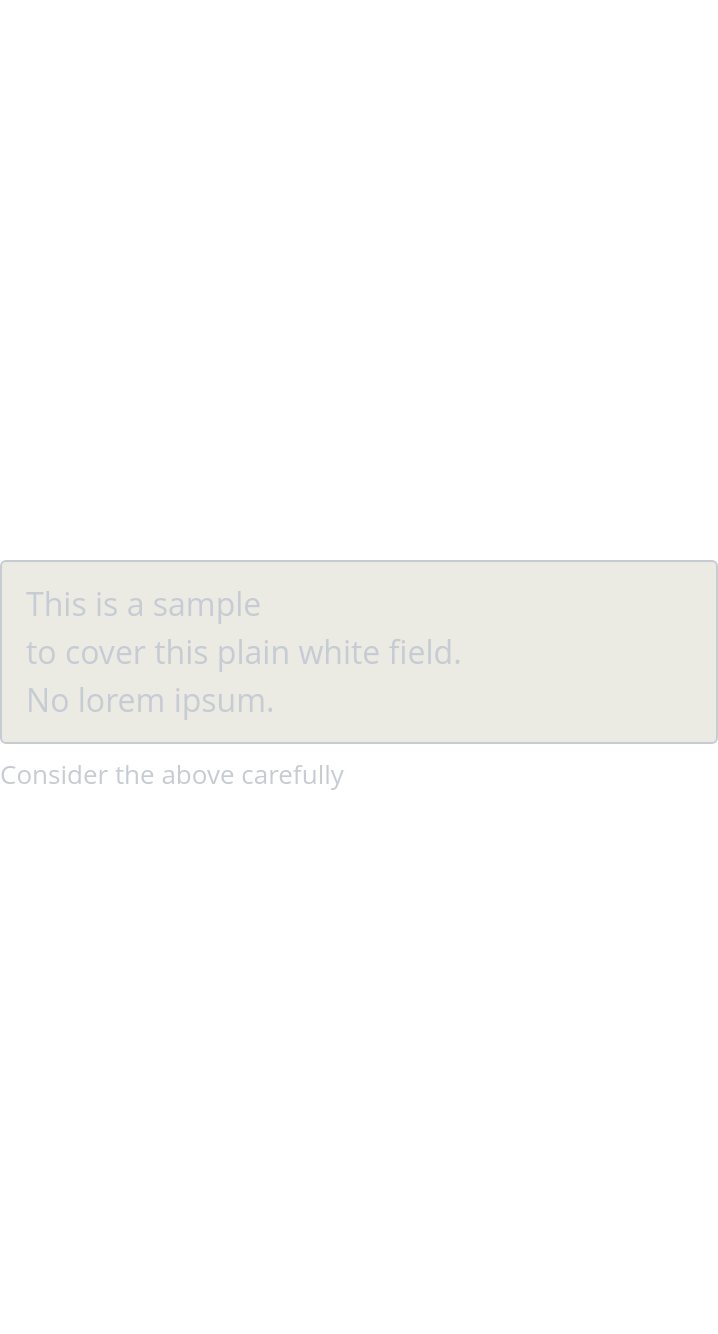 This is a sample
to cover this plain white field.
No lorem ipsum.
Consider the above carefully